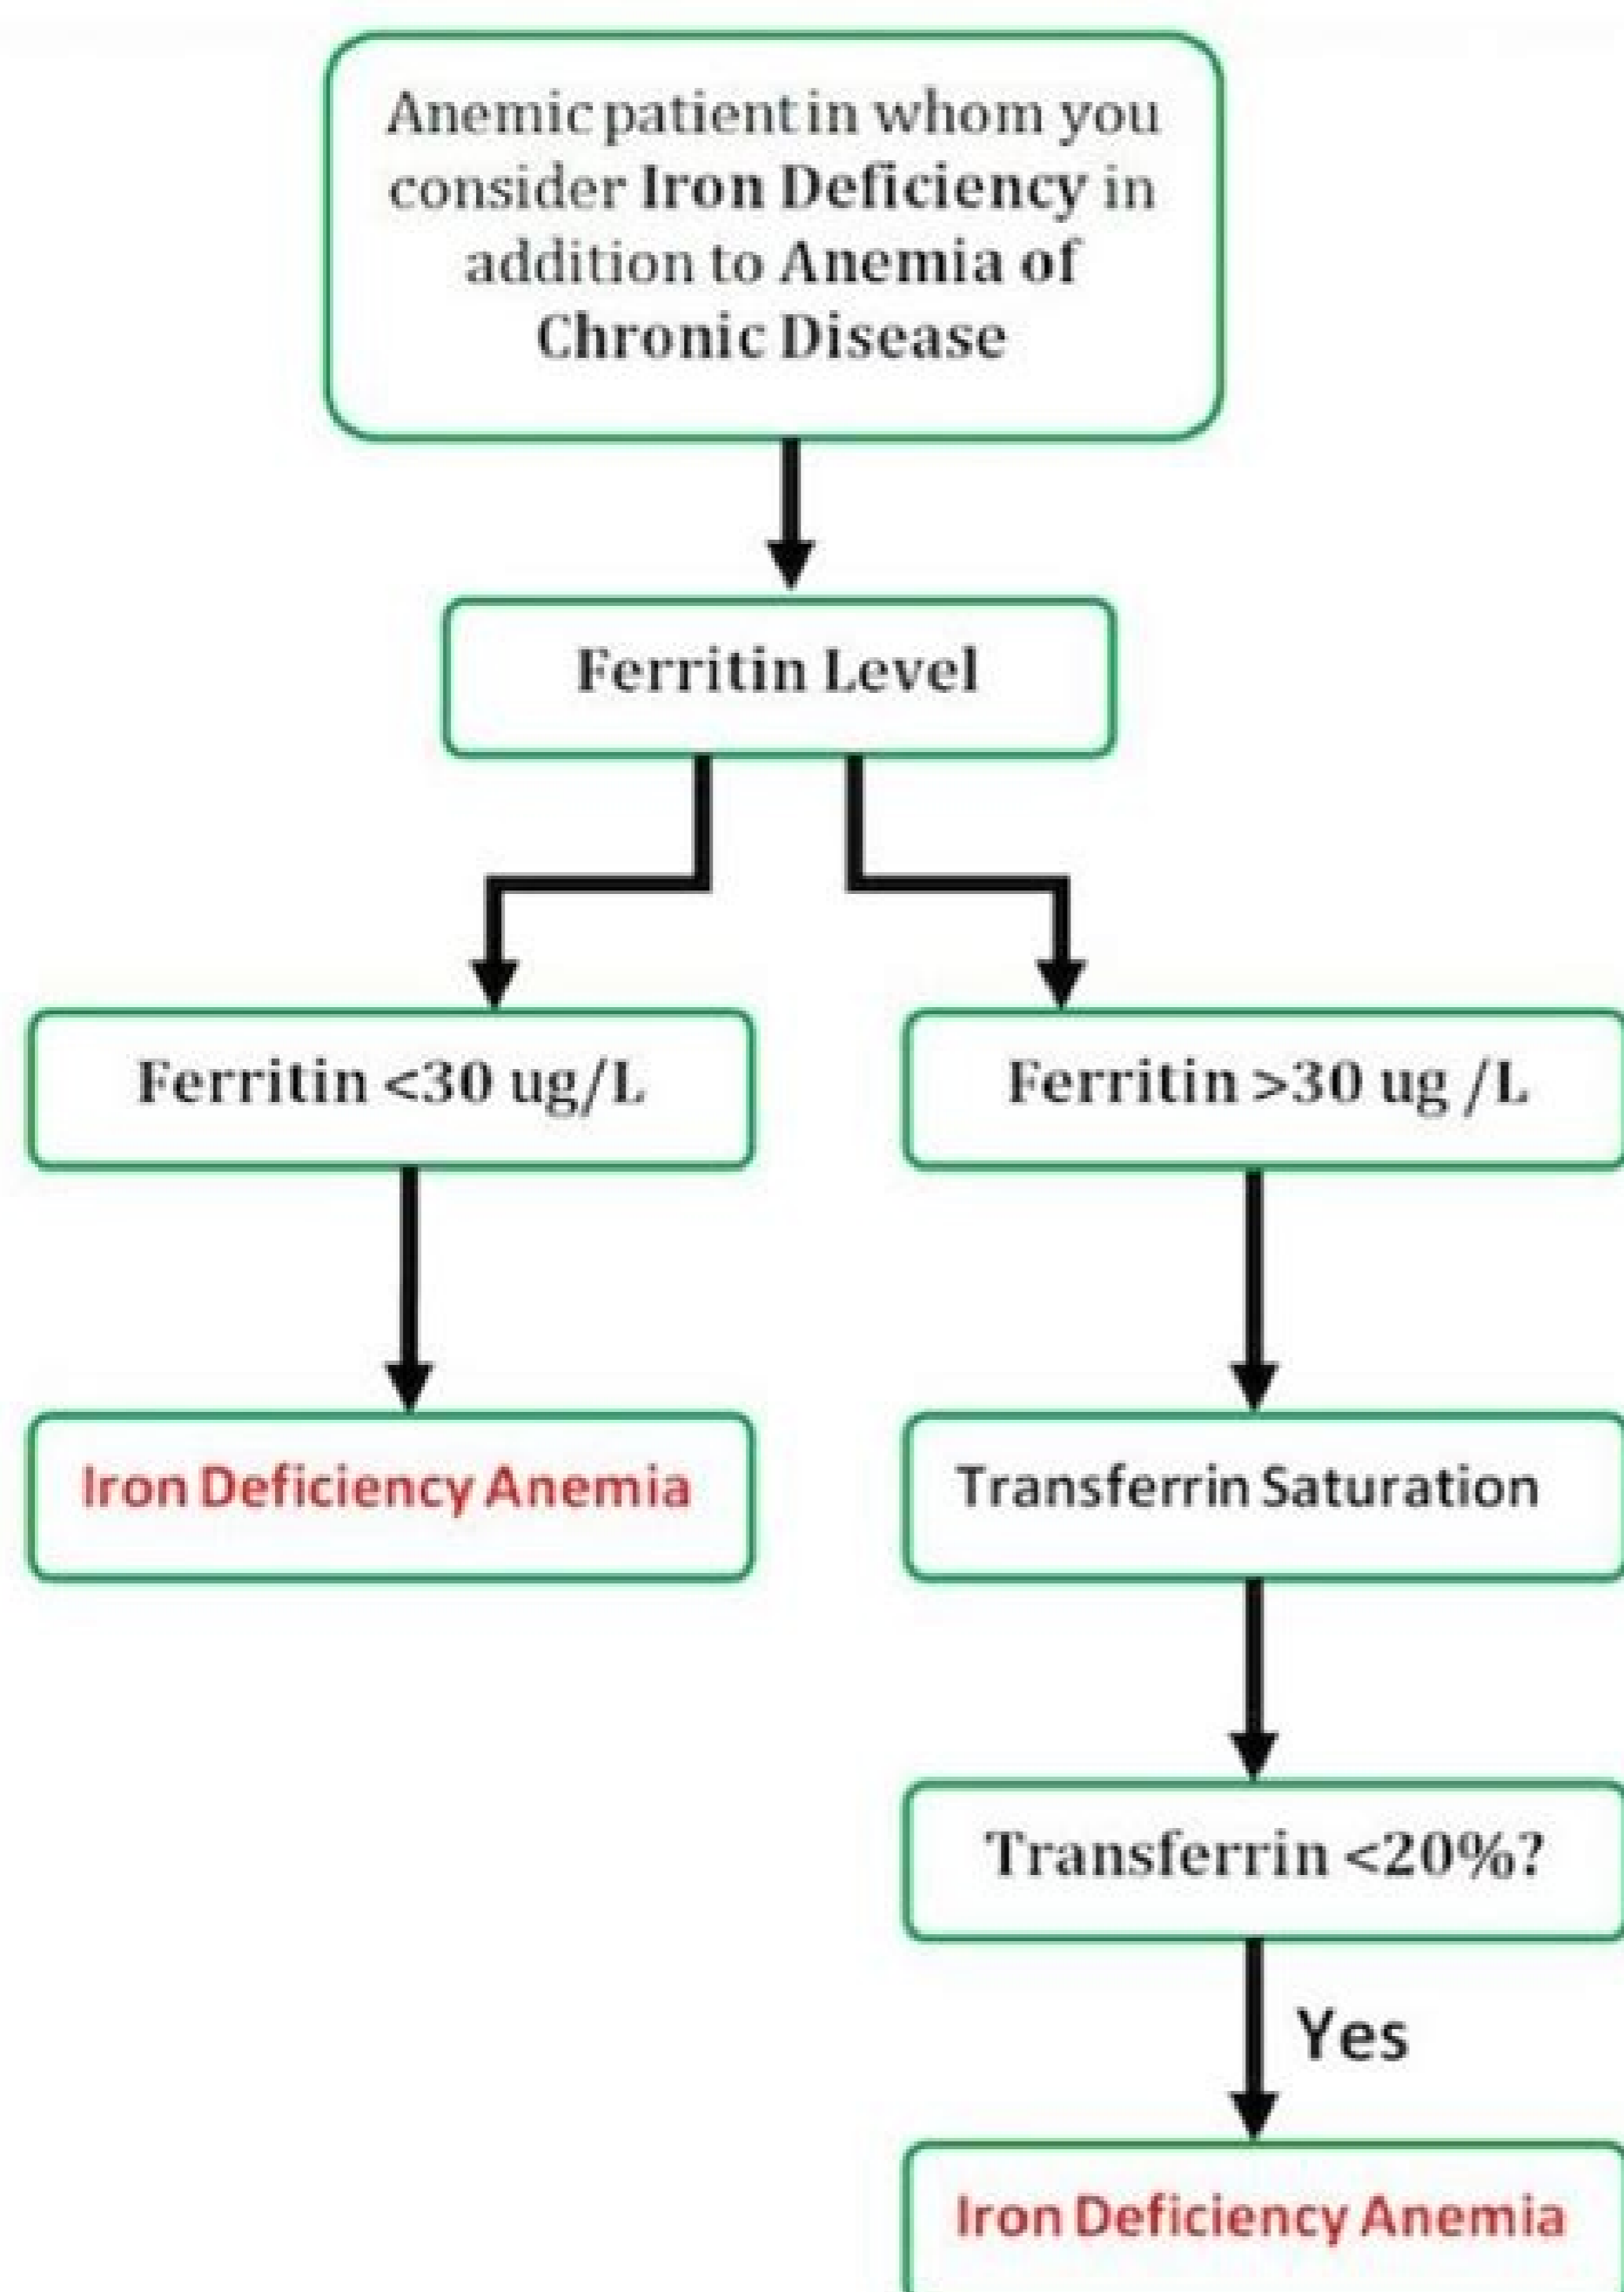 Anemic patient in whom you
consider Iron Deficiency in
addition to Anemia of
Chronic Disease
Ferritin Level
Ferritin <30 ug/L
Ferritin >30 ug /L
Iron Deficiency Anemia
Transferrin Saturation
Transferrin <20%?
Yes
Iron Deficiency Anemia